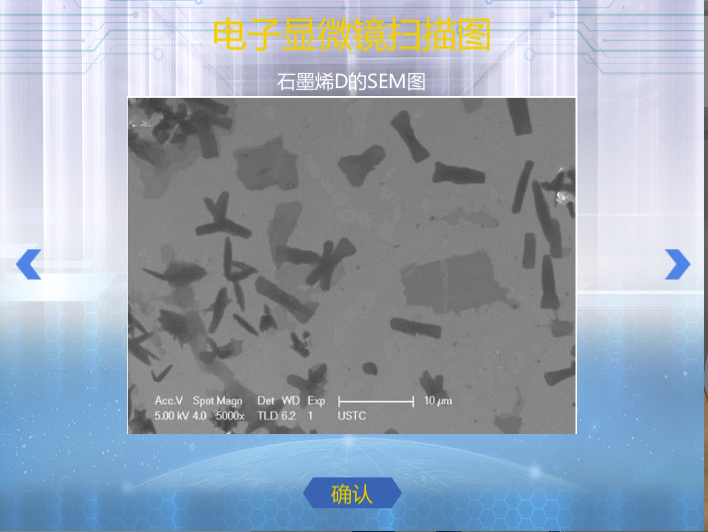 电子显微镜扫描图
石墨烯D的SEM图
Acc.V Spot Magn Det WD Exp 10 μm
5.00 kV 4.0 5000x TLD 6.2 1 USTC
确认